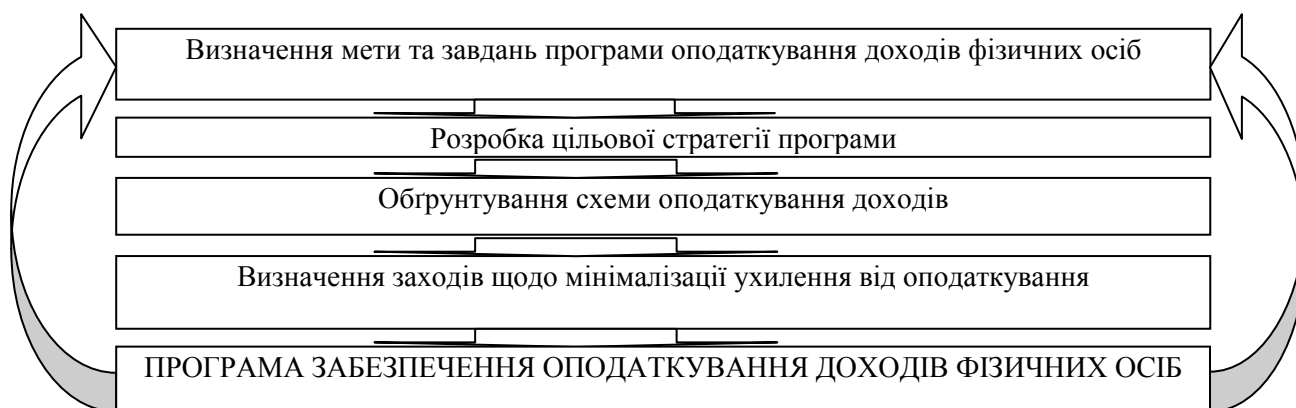 Визначення мети та завдань програми оподаткування доходів фізичних осіб
Розробка цільової стратегії програми
Обґрунтування схеми оподаткування доходів
Визначення заходів щодо мінімалізації ухилення від оподаткування
ПРОГРАМА ЗАБЕЗПЕЧЕННЯ ОПОДАТКУВАННЯ ДОХОДІВ ФІЗИЧНИХ ОСІБ